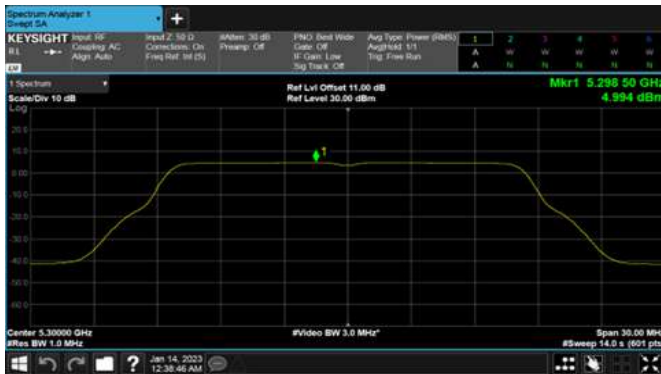 Spectrum Analyzer 1
Swept SA
+
KEYSIGHT Input: RF Input Z: 50 Ω #Atten: 30 dB PNO: Best Wide Avg Type: Power (RMS) 1 2 3 4 5 6
RL Coupling: AC Corrections: On Preamp: Off Gate: Off Avg|Hold: 1/1 A W W W W W
Align: Auto Freq Ref: Int (S) IF Gain: Low Trig: Free Run
LXI Sig Track: Off A N N N N N
1 Spectrum Ref Lvl Offset 11.00 dB Mkr1 5.298 50 GHz
Scale/Div 10 dB Ref Level 30.00 dBm 4.994 dBm
Log
20.0
1
0.00
-10.0
-20.0
-30.0
-40.0
-50.0
-60.0
Center 5.30000 GHz #Video BW 3.0 MHz* Span 30.00 MHz
#Res BW 1.0 MHz #Sweep 14.0 s (601 pts)
? Jan 14, 2023
12:38:46 AM